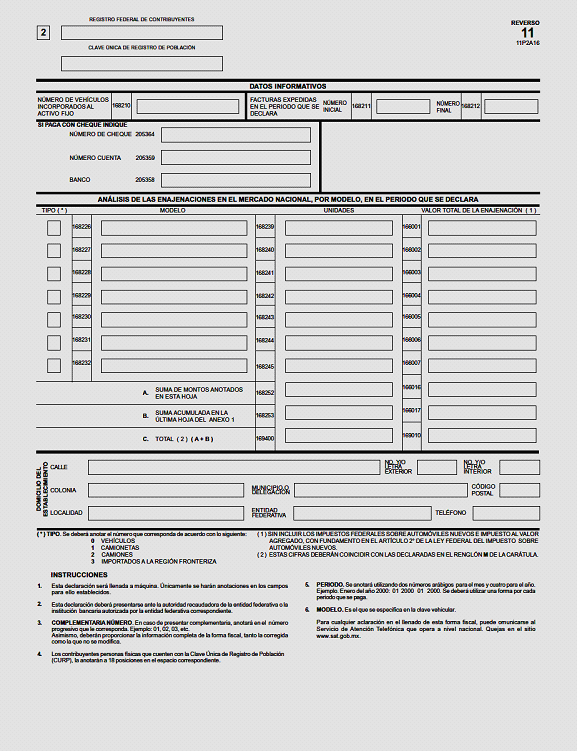 REGISTRO FEDERAL DE CONTRIBUYENTES
REVERSO
2
11
11P2A16
CLAVE ÚNICA DE REGISTRO DE POBLACIÓN
DATOS INFORMATIVOS
NÚMERO DE VEHÍCULOS INCORPORADOS AL ACTIVO FIJO 168210
FACTURAS EXPEDIDAS EN EL PERIODO QUE SE DECLARA
NÚMERO INICIAL 168211
NÚMERO FINAL 168212
SI PAGA CON CHEQUE INDIQUE
NÚMERO DE CHEQUE 205364
NÚMERO CUENTA 205359
BANCO 205358
ANÁLISIS DE LAS ENAJENACIONES EN EL MERCADO NACIONAL, POR MODELO, EN EL PERIODO QUE SE DECLARA
TIPO ( * ) MODELO UNIDADES VALOR TOTAL DE LA ENAJENACIÓN ( 1 )
168226 168239 166001
168227 168240 166002
168228 168241 166003
168229 168242 166004
168230 168243 166005
168231 168244 166006
168232 168245 166007
A. SUMA DE MONTOS ANOTADOS EN ESTA HOJA 168252 166016
B. SUMA ACUMULADA EN LA ÚLTIMA HOJA DEL ANEXO 1 168253 166017
C. TOTAL ( 2 ) ( A + B ) 169400 169010
DOMICILIO DEL ESTABLECIMIENTO
CALLE NO. Y/O LETRA EXTERIOR NO. Y/O LETRA INTERIOR
COLONIA MUNICIPIO O DELEGACIÓN CÓDIGO POSTAL
LOCALIDAD ENTIDAD FEDERATIVA TELÉFONO
( * ) TIPO. Se deberá anotar el número que corresponda de acuerdo con lo siguiente:
0 VEHÍCULOS
1 CAMIONETAS
2 CAMIONES
3 IMPORTADOS A LA REGIÓN FRONTERIZA
( 1 ) SIN INCLUIR LOS IMPUESTOS FEDERALES SOBRE AUTOMÓVILES NUEVOS E IMPUESTO AL VALOR
AGREGADO, CON FUNDAMENTO EN EL ARTÍCULO 2º DE LA LEY FEDERAL DEL IMPUESTO SOBRE
AUTOMÓVILES NUEVOS.
( 2 ) ESTAS CIFRAS DEBERÁN COINCIDIR CON LAS DECLARADAS EN EL RENGLÓN M DE LA CARÁTULA.
INSTRUCCIONES
1. Esta declaración será llenada a máquina. Únicamente se harán anotaciones en los campos
para ello establecidos.
2. Esta declaración deberá presentarse ante la autoridad recaudadora de la entidad federativa o la
institución bancaria autorizada por la entidad federativa correspondiente.
3. COMPLEMENTARIA NÚMERO. En caso de presentar complementaria, anotará en el número
progresivo que le corresponda. Ejemplo: 01, 02, 03, etc.
Asimismo, deberán proporcionar la información completa de la forma fiscal, tanto la corregida
como la que no se modifica.
4. Los contribuyentes personas físicas que cuenten con la Clave Única de Registro de Población
(CURP), la anotarán a 18 posiciones en el espacio correspondiente.
5. PERIODO. Se anotará utilizando dos números arábigos para el mes y cuatro para el año.
Ejemplo. Enero del año 2000: 01 2000 01 2000. Se deberá utilizar una forma por cada
periodo que se paga.
6. MODELO. Es el que se especifica en la clave vehicular.
Para cualquier aclaración en el llenado de esta forma fiscal, puede comunicarse al
Servicio de Atención Telefónica que opera a nivel nacional. Quejas en el sitio
www.sat.gob.mx.